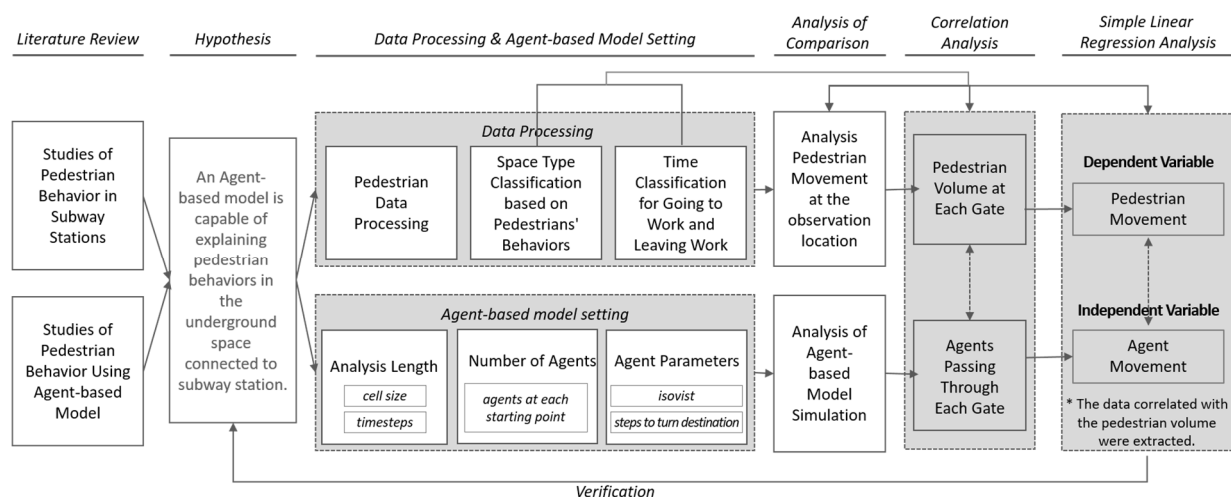 Literature Review
Hypothesis
Data Processing & Agent-based Model Setting
Analysis of
Comparison
Correlation
Analysis
Simple Linear
Regression Analysis
Studies of
Pedestrian
Behavior in
Subway
Stations
Studies of
Pedestrian
Behavior Using
Agent-based
Model
An Agent-
based model is
capable of
explaining
pedestrian
behaviors in
the
underground
space
connected to
subway station.
Data Processing
Pedestrian
Data
Processing
Space Type
Classification
based on
Pedestrians'
Behaviors
Time
Classification
for Going to
Work and
Leaving Work
Agent-based model setting
Analysis Length
cell size
timesteps
Number of Agents
agents at each
starting point
Agent Parameters
isovist
steps to turn destination
Analysis
Pedestrian
Movement
at the
observation
location
Analysis of
Agent-
based
Model
Simulation
Pedestrian
Volume at
Each Gate
Agents
Passing
Through
Each Gate
Dependent Variable
Pedestrian
Movement
Independent Variable
Agent
Movement
* The data correlated with
the pedestrian volume
were extracted.
Verification